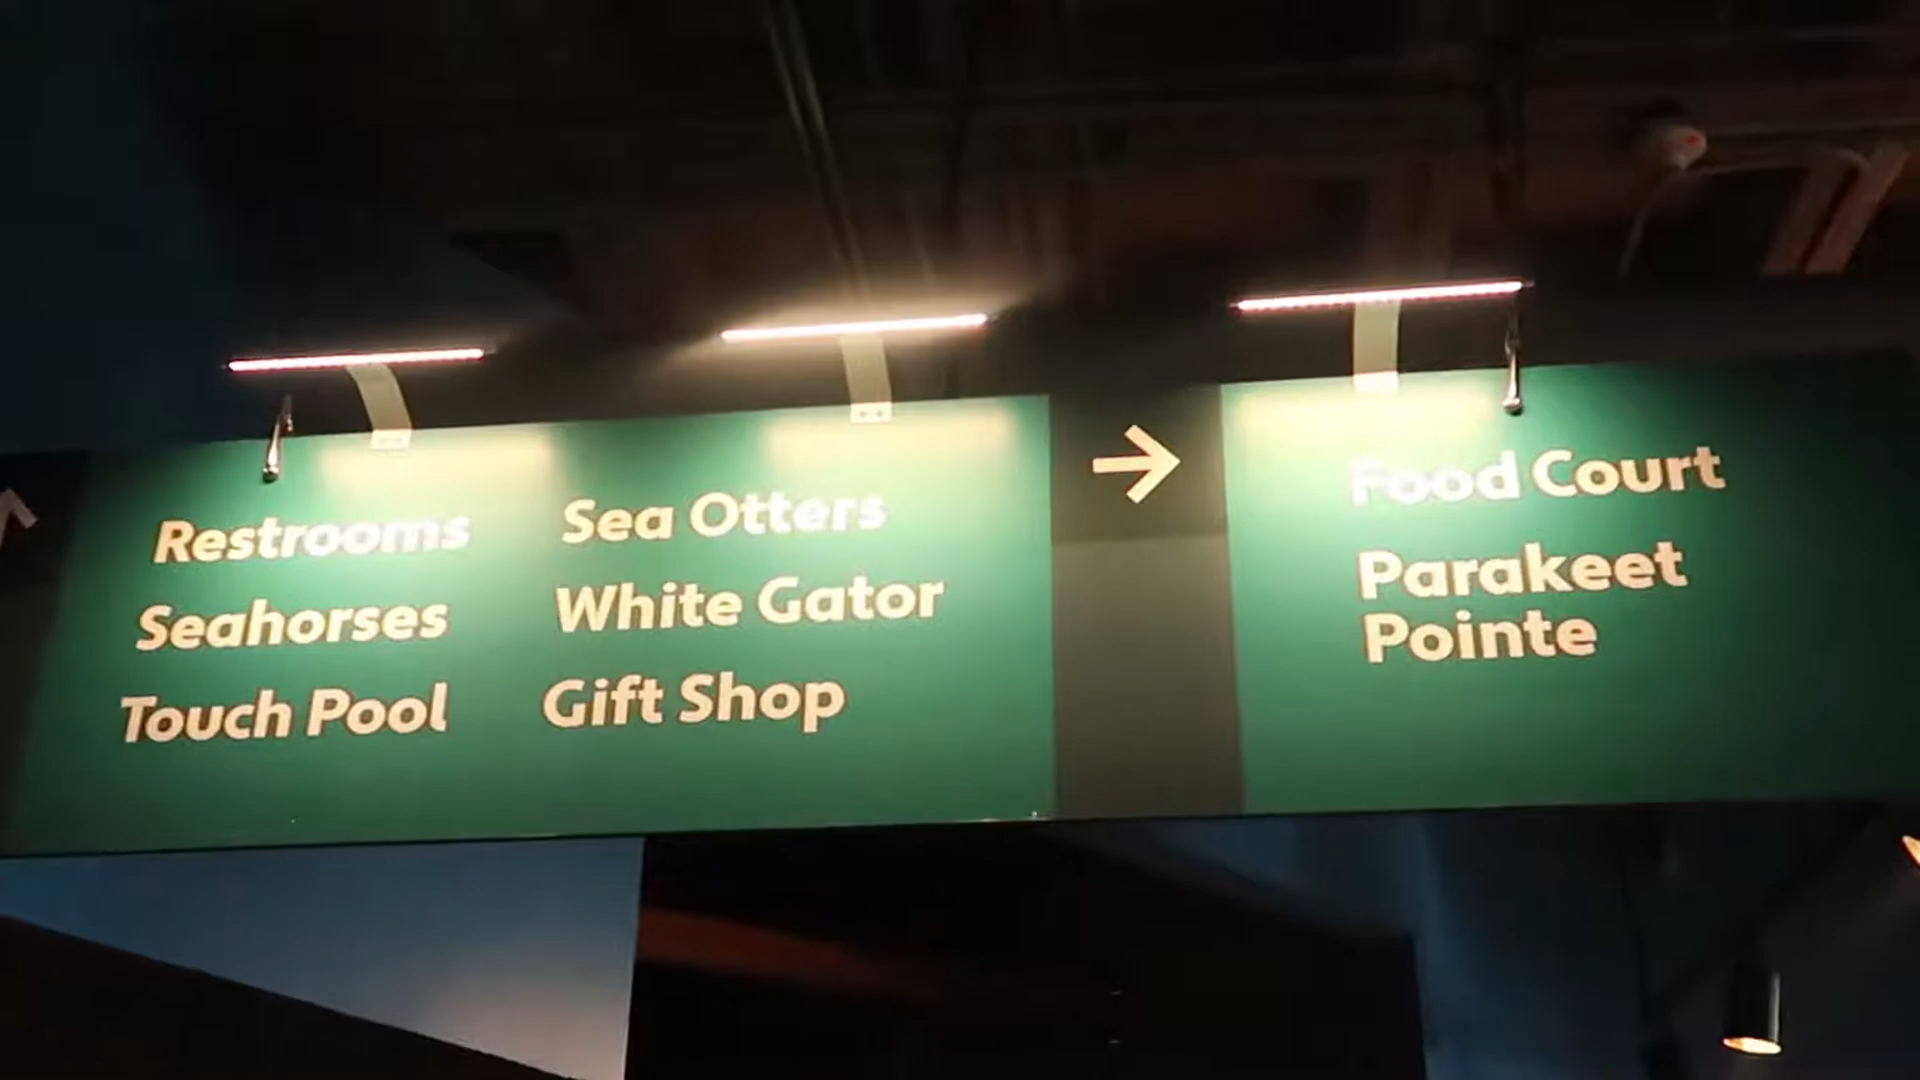 Restrooms
Seahorses
Touch Pool
Sea Otters
White Gator
Gift Shop
Food Court
Parakeet
Pointe